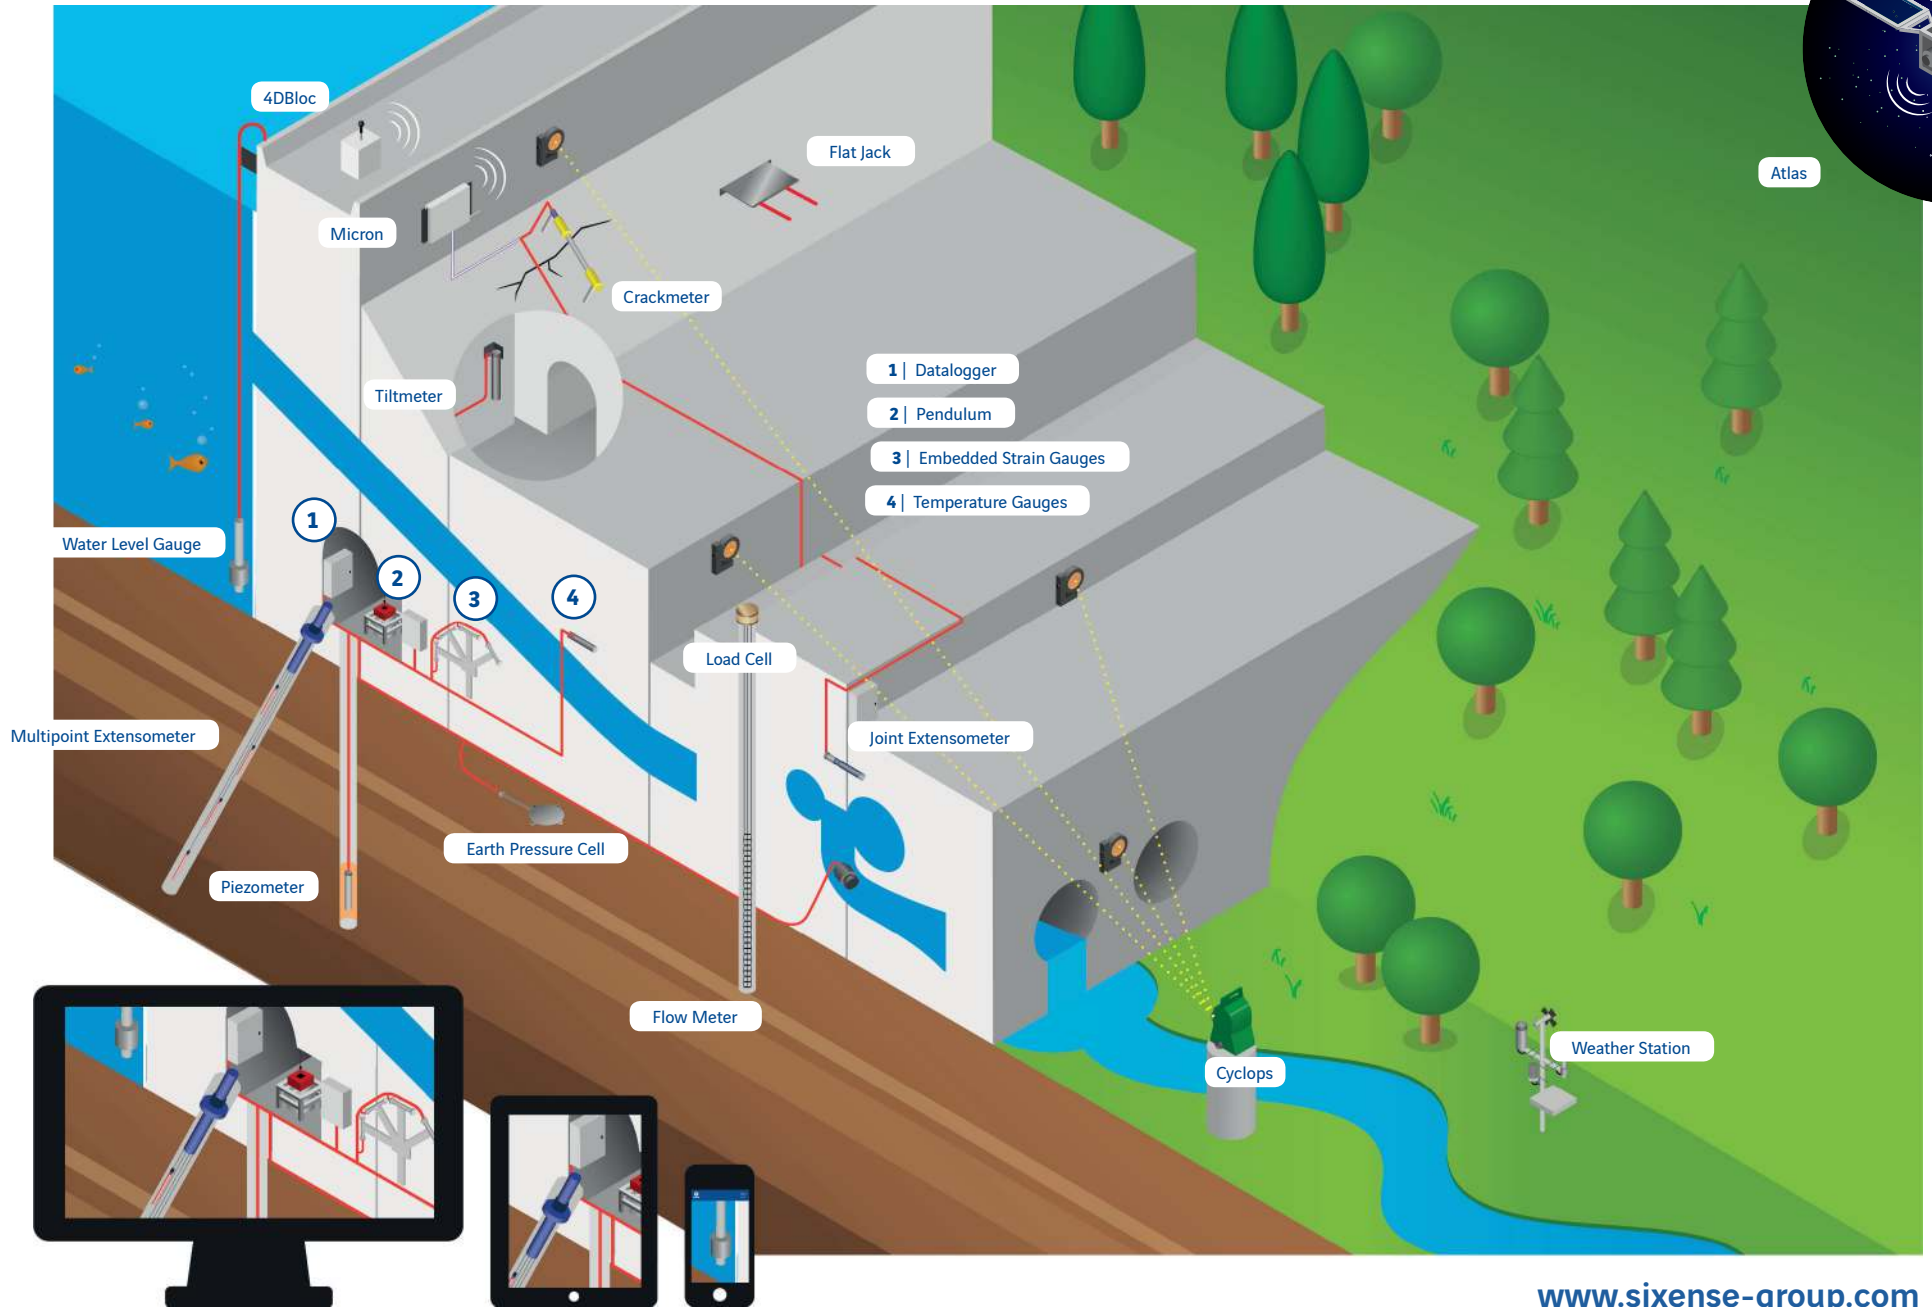 4DBloc
Flat Jack
Atlas
Micron
Crackmeter
Tiltmeter
1 | Datalogger
2 | Pendulum
3 | Embedded Strain Gauges
4 | Temperature Gauges
1
Water Level Gauge
2
3
4
Load Cell
Multipoint Extensometer
Joint Extensometer
Earth Pressure Cell
Piezometer
Flow Meter
Weather Station
Cyclops
www.sixense-group.com